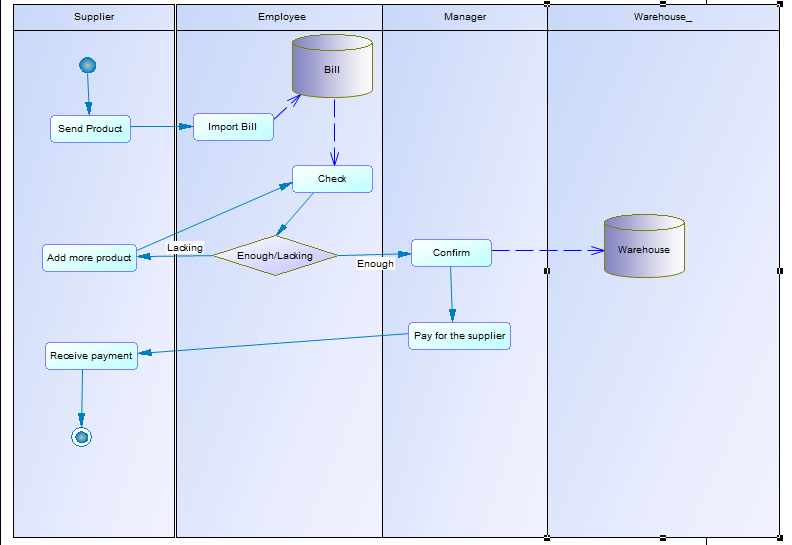 Supplier
Employee
Manager
Warehouse_
Bill
Send Product
Import Bill
Check
Lacking
Add more product
Enough/Lacking
Enough
Confirm
Warehouse
Pay for the supplier
Receive payment